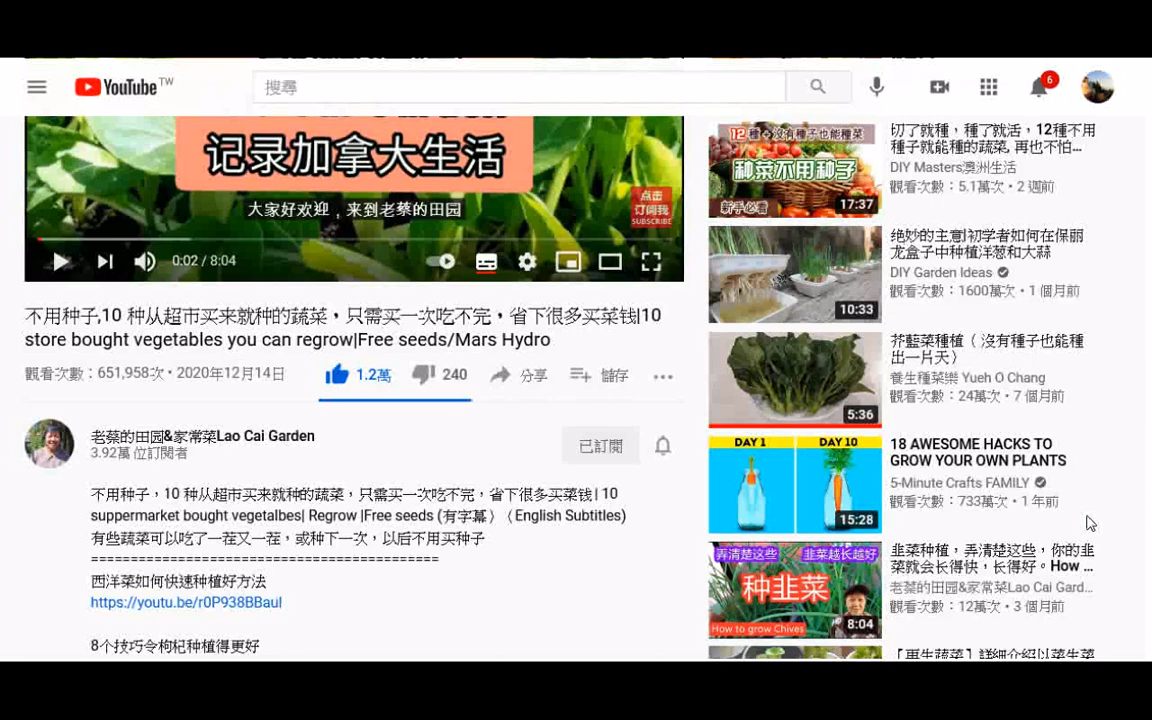 YouTube TW
搜尋
6
记录加拿大生活
大家好欢迎，来到老蔡的田园
点击
订阅我
SUBSCRIBE
0:02 / 8:04
不用种子,10 种从超市买来就种的蔬菜，只需买一次吃不完，省下很多买菜钱|10
store bought vegetables you can regrow|Free seeds/Mars Hydro
觀看次數：651,958次 • 2020年12月14日
1.2萬
240
分享
儲存
老蔡的田园&家常菜Lao Cai Garden
3.92萬 位訂閱者
已訂閱
不用种子，10 种从超市买来就种的蔬菜，只需买一次吃不完，省下很多买菜钱| 10
suppermarket bought vegetalbes| Regrow |Free seeds (有字幕）（English Subtitles)
有些蔬菜可以吃了一茬又一茬，或种下一次，以后不用买种子
========================================
西洋菜如何快速种植好方法
https://youtu.be/r0P938BBauI
8个技巧令枸杞种植得更好
12種+沒有種子也能種菜
种菜不用种子
新手必看
17:37
切了就種，種了就活，12種不用
種子就能種的蔬菜, 再也不怕...
DIY Masters澳洲生活
觀看次數：5.1萬次 • 2 週前
10:33
绝妙的主意|初学者如何在保丽
龙盒子中种植洋葱和大蒜
DIY Garden Ideas
觀看次數：1600萬次 • 1 個月前
5:36
芥藍菜種植（ 沒有種子也能種
出一片天）
養生種菜樂 Yueh O Chang
觀看次數：24萬次 • 7 個月前
DAY 1
DAY 10
15:28
18 AWESOME HACKS TO
GROW YOUR OWN PLANTS
5-Minute Crafts FAMILY
觀看次數：733萬次 • 1 年前
弄清楚这些
韭菜越长越好
种韭菜
How to grow Chives
8:04
韭菜种植，弄清楚这些，你的韭
菜就会长得快，长得好。How ...
老蔡的田园&家常菜Lao Cai Gard...
觀看次數：12萬次 • 3 個月前
【再生蔬菜】詳細介紹以菜生菜